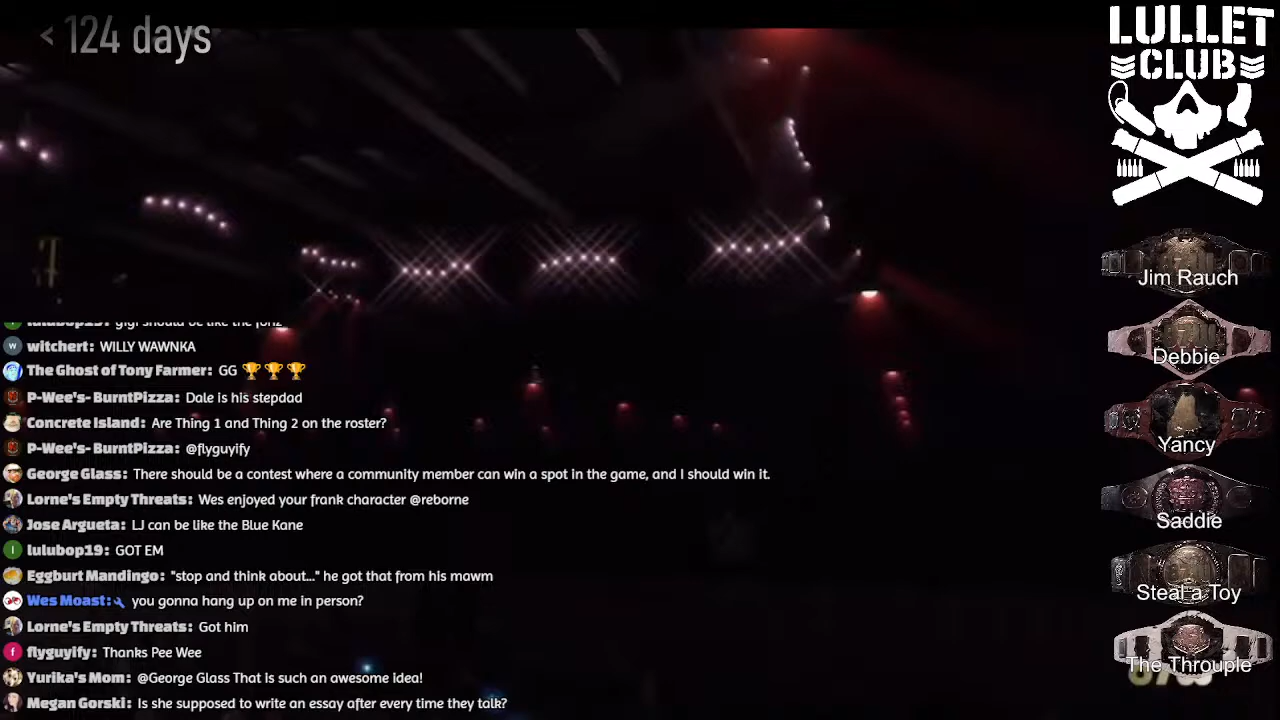 < 124 days
LULLET
CLUB
Jim Rauch
Debbie
Yancy
Saddie
Steal a Toy
The Throuple
lulubop19: gigi should be like the fonz
witchert: WILLY WAWNKA
The Ghost of Tony Farmer: GG 🏆🏆🏆
P-Wee's- BurntPizza: Dale is his stepdad
Concrete Island: Are Thing 1 and Thing 2 on the roster?
P-Wee's- BurntPizza: @flyguyify
George Glass: There should be a contest where a community member can win a spot in the game, and I should win it.
Lorne's Empty Threats: Wes enjoyed your frank character @reborne
Jose Argueta: LJ can be like the Blue Kane
lulubop19: GOT EM
Eggburt Mandingo: "stop and think about..." he got that from his mawm
Wes Moast: you gonna hang up on me in person?
Lorne's Empty Threats: Got him
flyguyify: Thanks Pee Wee
Yurika's Mom: @George Glass That is such an awesome idea!
Megan Gorski: Is she supposed to write an essay after every time they talk?